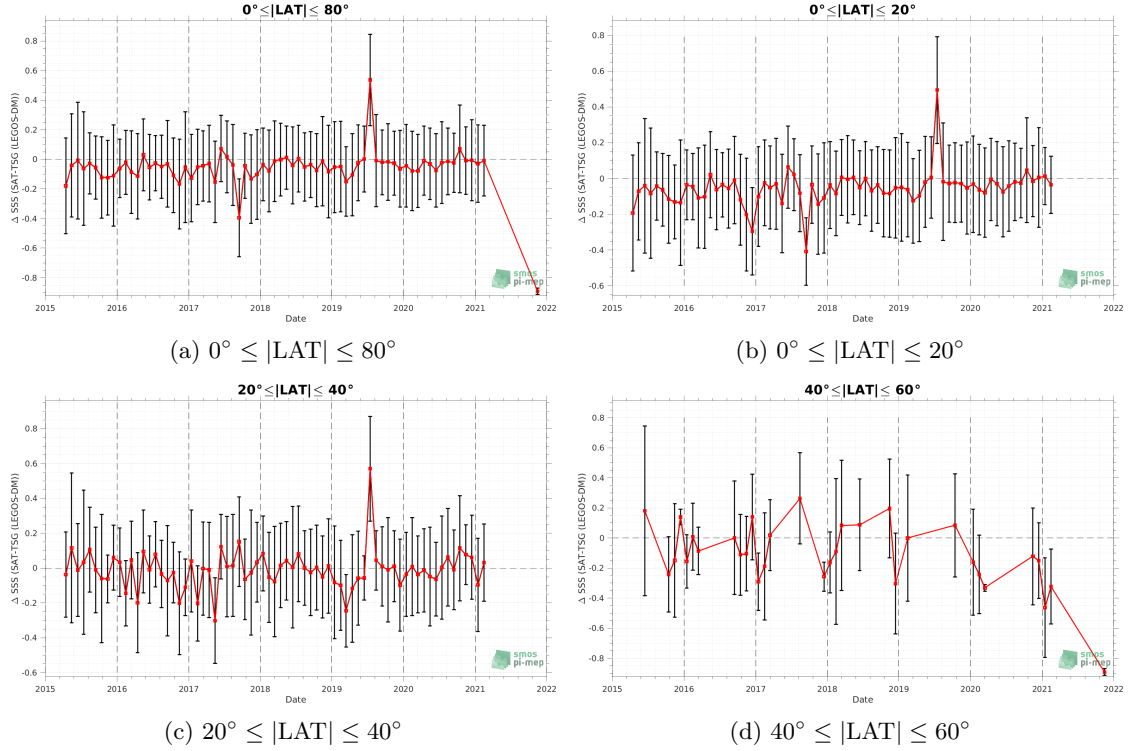 0°≤|LAT|≤ 80°
Δ SSS (SAT-TSG (LEGOS-DM))
0.8
0.6
0.4
0.2
0
-0.2
-0.4
-0.6
-0.8
2015 2016 2017 2018 2019 2020 2021 2022
Date
smos
pi-mep
(a) 0° ≤ |LAT| ≤ 80°
0°≤|LAT|≤ 20°
Δ SSS (SAT-TSG (LEGOS-DM))
0.8
0.6
0.4
0.2
0
-0.2
-0.4
-0.6
2015 2016 2017 2018 2019 2020 2021 2022
Date
smos
pi-mep
(b) 0° ≤ |LAT| ≤ 20°
20°≤|LAT|≤ 40°
Δ SSS (SAT-TSG (LEGOS-DM))
0.8
0.6
0.4
0.2
0
-0.2
-0.4
-0.6
2015 2016 2017 2018 2019 2020 2021 2022
Date
smos
pi-mep
(c) 20° ≤ |LAT| ≤ 40°
40°≤|LAT|≤ 60°
Δ SSS (SAT-TSG (LEGOS-DM))
0.8
0.6
0.4
0.2
0
-0.2
-0.4
-0.6
-0.8
2015 2016 2017 2018 2019 2020 2021 2022
Date
smos
pi-mep
(d) 40° ≤ |LAT| ≤ 60°